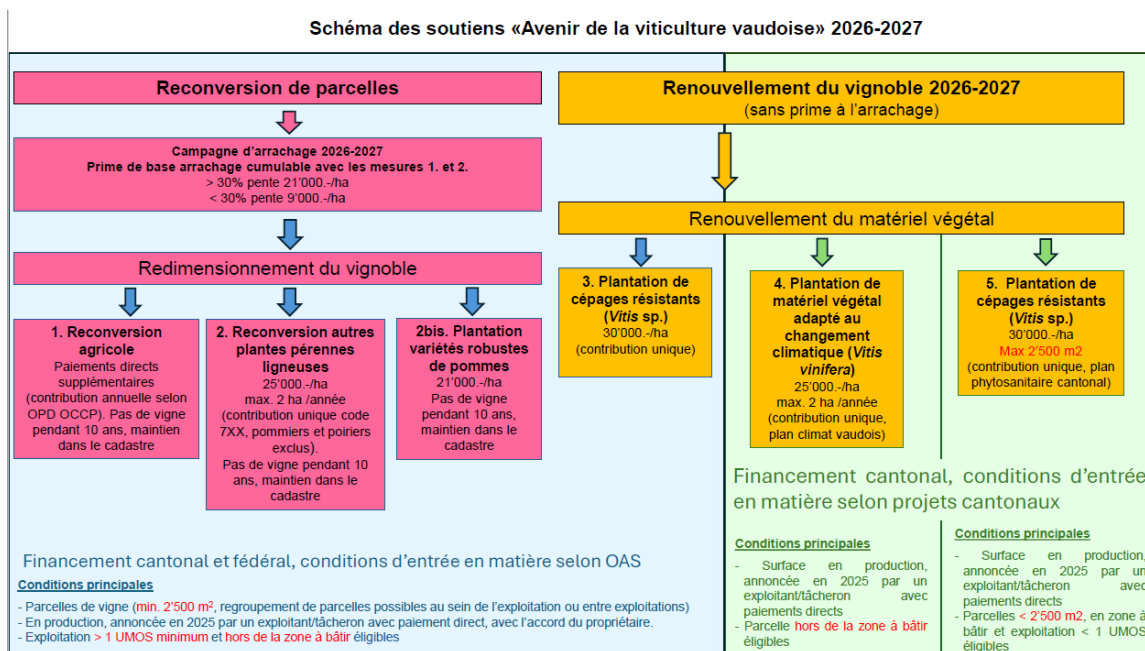 Schéma des soutiens «Avenir de la viticulture vaudoise» 2026-2027
Reconversion de parcelles
Campagne d'arrachage 2026-2027
Prime de base arrachage cumulable avec les mesures 1. et 2.
> 30% pente 21'000.-/ha
< 30% pente 9'000.-/ha
Redimensionnement du vignoble
1. Reconversion
agricole
Paiements directs
supplémentaires
(contribution annuelle selon
OPD OCCP). Pas de vigne
pendant 10 ans, maintien
dans le cadastre
2. Reconversion autres
plantes pérennes
ligneuses
25'000.-/ha
max. 2 ha /année
(contribution unique code
7XX, pommiers et poiriers
exclus).
Pas de vigne pendant 10
ans, maintien dans le
cadastre
2bis. Plantation
variétés robustes
de pommes
21'000.-/ha
Pas de vigne
pendant 10 ans,
maintien dans le
cadastre
Renouvellement du vignoble 2026-2027
(sans prime à l'arrachage)
Renouvellement du matériel végétal
3. Plantation de
cépages résistants
(Vitis sp.)
30'000.-/ha
(contribution unique)
4. Plantation de
matériel végétal
adapté au
changement
climatique (Vitis
vinifera)
25'000.-/ha
max. 2 ha /année
(contribution unique,
plan climat vaudois)
5. Plantation de
cépages résistants
(Vitis sp.)
30'000.-/ha
Max 2'500 m2
(contribution unique, plan
phytosanitaire cantonal)
Financement cantonal et fédéral, conditions d'entrée en matière selon OAS
Conditions principales
- Parcelles de vigne (min. 2'500 m², regroupement de parcelles possibles au sein de l'exploitation ou entre exploitations)
- En production, annoncée en 2025 par un exploitant/tâcheron avec paiement direct, avec l'accord du propriétaire.
- Exploitation > 1 UMOS minimum et hors de la zone à bâtir éligibles
Financement cantonal, conditions d'entrée
en matière selon projets cantonaux
Conditions principales
- Surface en production,
annoncée en 2025 par un
exploitant/tâcheron avec
paiements directs
- Parcelle hors de la zone à bâtir
éligibles
Conditions principales
- Surface en production,
annoncée en 2025 par un
exploitant/tâcheron avec
paiements directs
- Parcelles < 2'500 m2, en zone à
bâtir et exploitation < 1 UMOS
éligibles